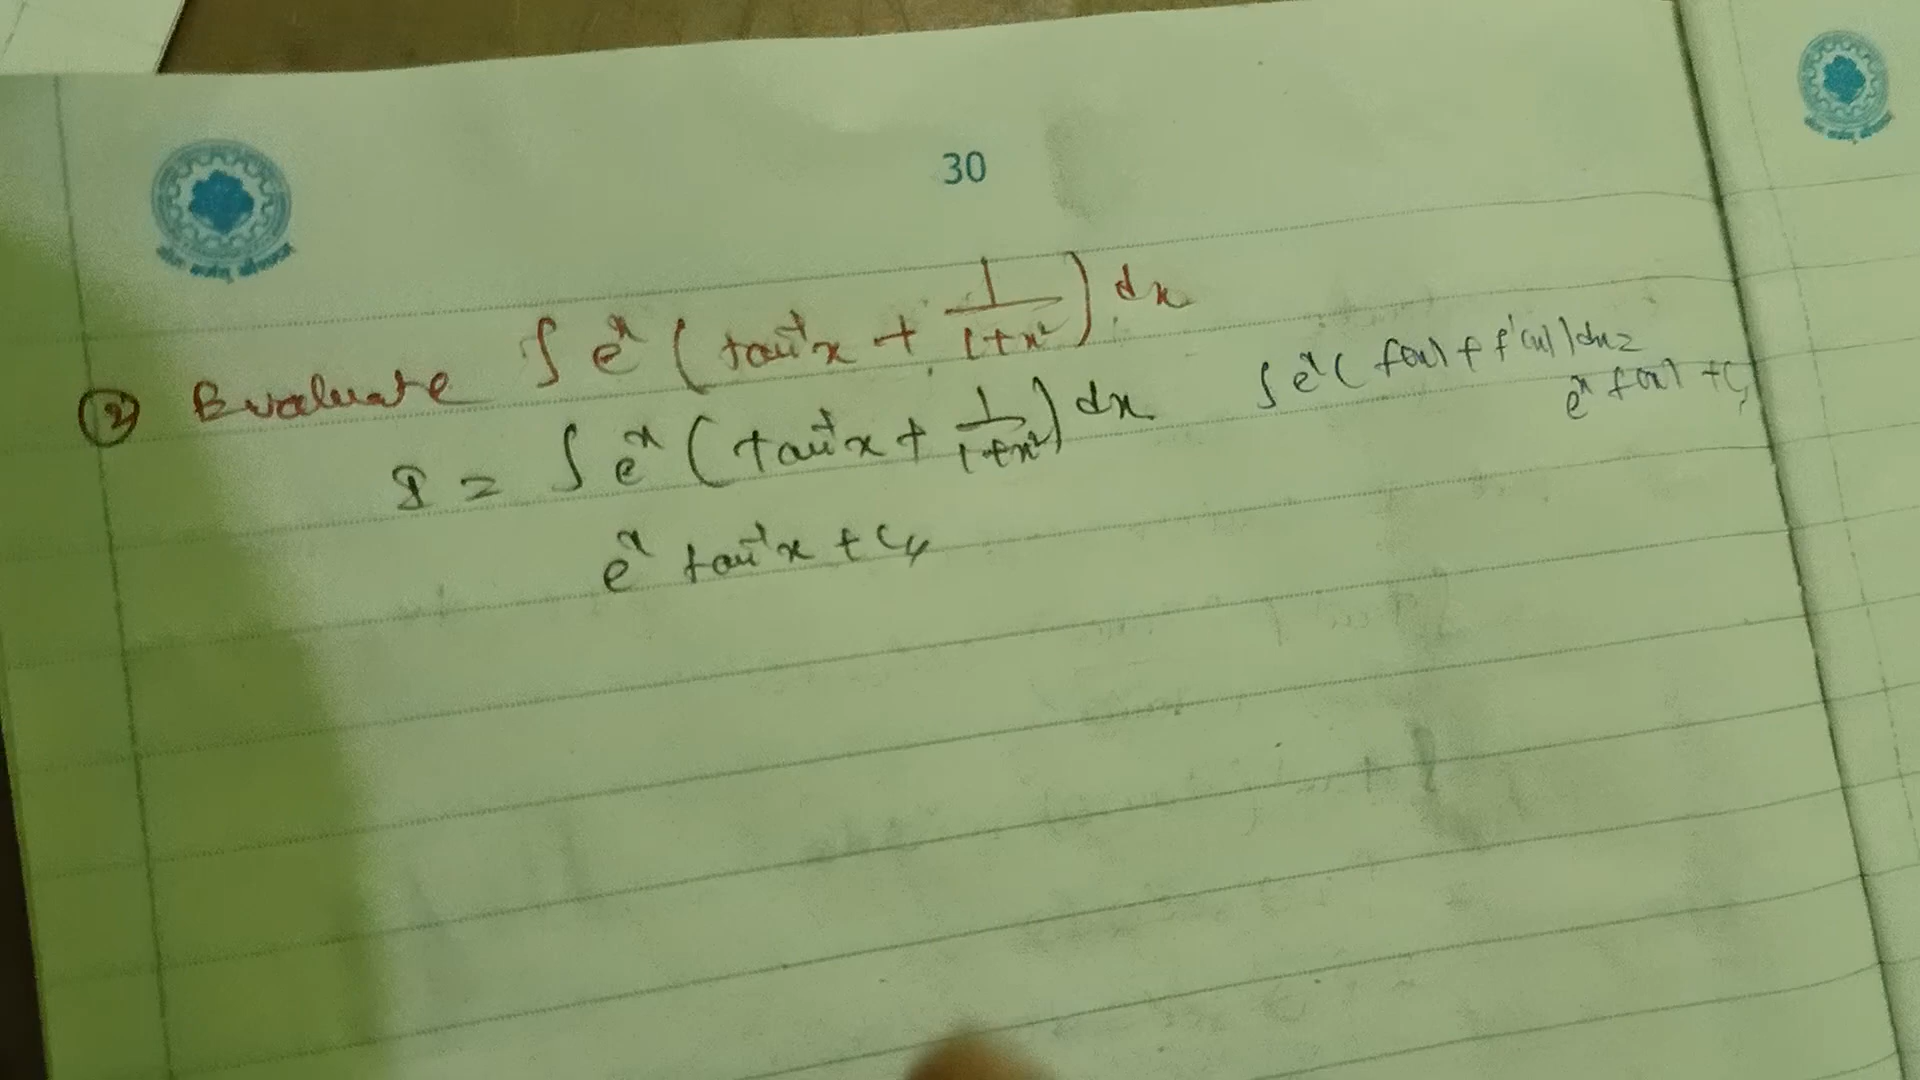 30
② Evaluate ∫ eˣ ( tan⁻¹x + 1/(1+x²) ) dx
I = ∫ eˣ ( tan⁻¹x + 1/(1+x²) ) dx
∫ eˣ ( f(x) + f'(x) ) dx =
eˣ f(x) + C,
eˣ tan⁻¹x + C,,